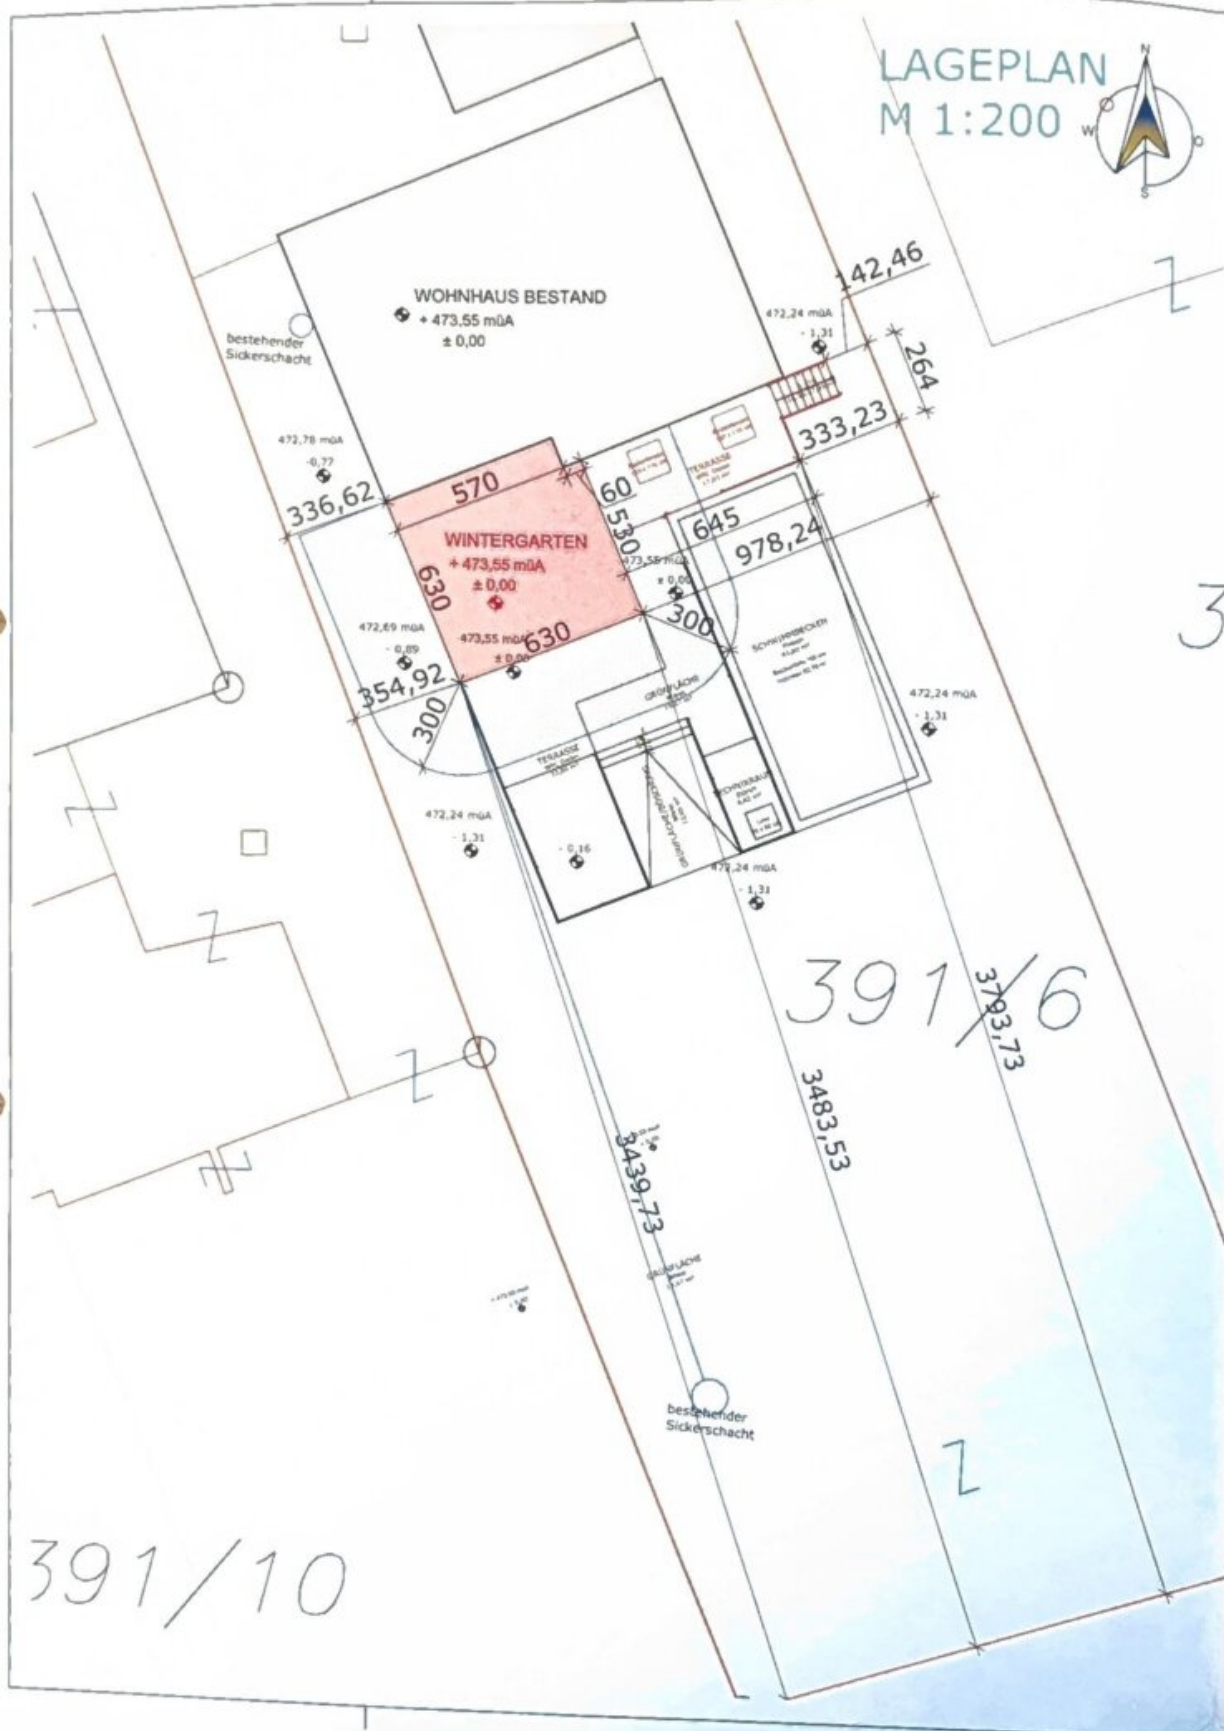 LAGEPLAN
M 1:200
N
W
O
S
142,46
WOHNHAUS BESTAND
+ 473,55 müA
± 0,00
472,24 müA
- 1,31
bestehender
Sickerschacht
264
333,23
472,78 müA
-0,77
336,62
570
60
TERRASSE
530
645
978,24
WINTERGARTEN
+ 473,55 müA
± 0,00
630
473,55 müA
± 0,00
300
472,69 müA
- 0,89
473,55 müA
± 0,00
630
SCHWIMMBECKEN
354,92
300
GRÜNFLÄCHE
472,24 müA
- 1,31
TERRASSE
TECHNIKRAUM
472,24 müA
- 1,31
- 0,16
472,24 müA
- 1,31
391/6
3793,73
3483,53
3439,73
GRÜNFLÄCHE
bestehender
Sickerschacht
391/10
3